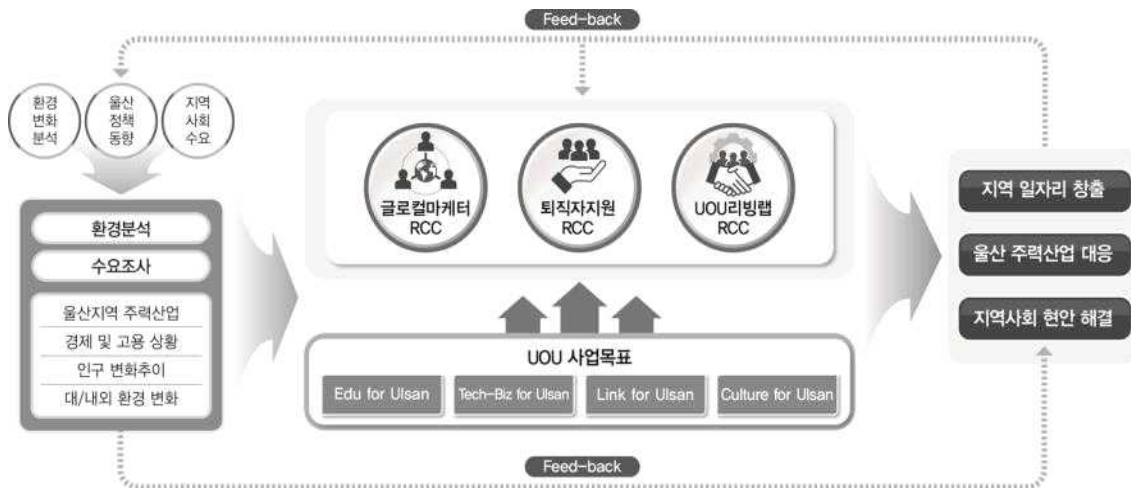 Feed-back
환경
변화
분석
울산
정책
동향
지역
사회
수요
환경분석
수요조사
울산지역 주력산업
경제 및 고용 상황
인구 변화추이
대/내외 환경 변화
글로컬마케터
RCC
퇴직자지원
RCC
UOU리빙랩
RCC
UOU 사업목표
Edu for Ulsan
Tech-Biz for Ulsan
Link for Ulsan
Culture for Ulsan
지역 일자리 창출
울산 주력산업 대응
지역사회 현안 해결
Feed-back